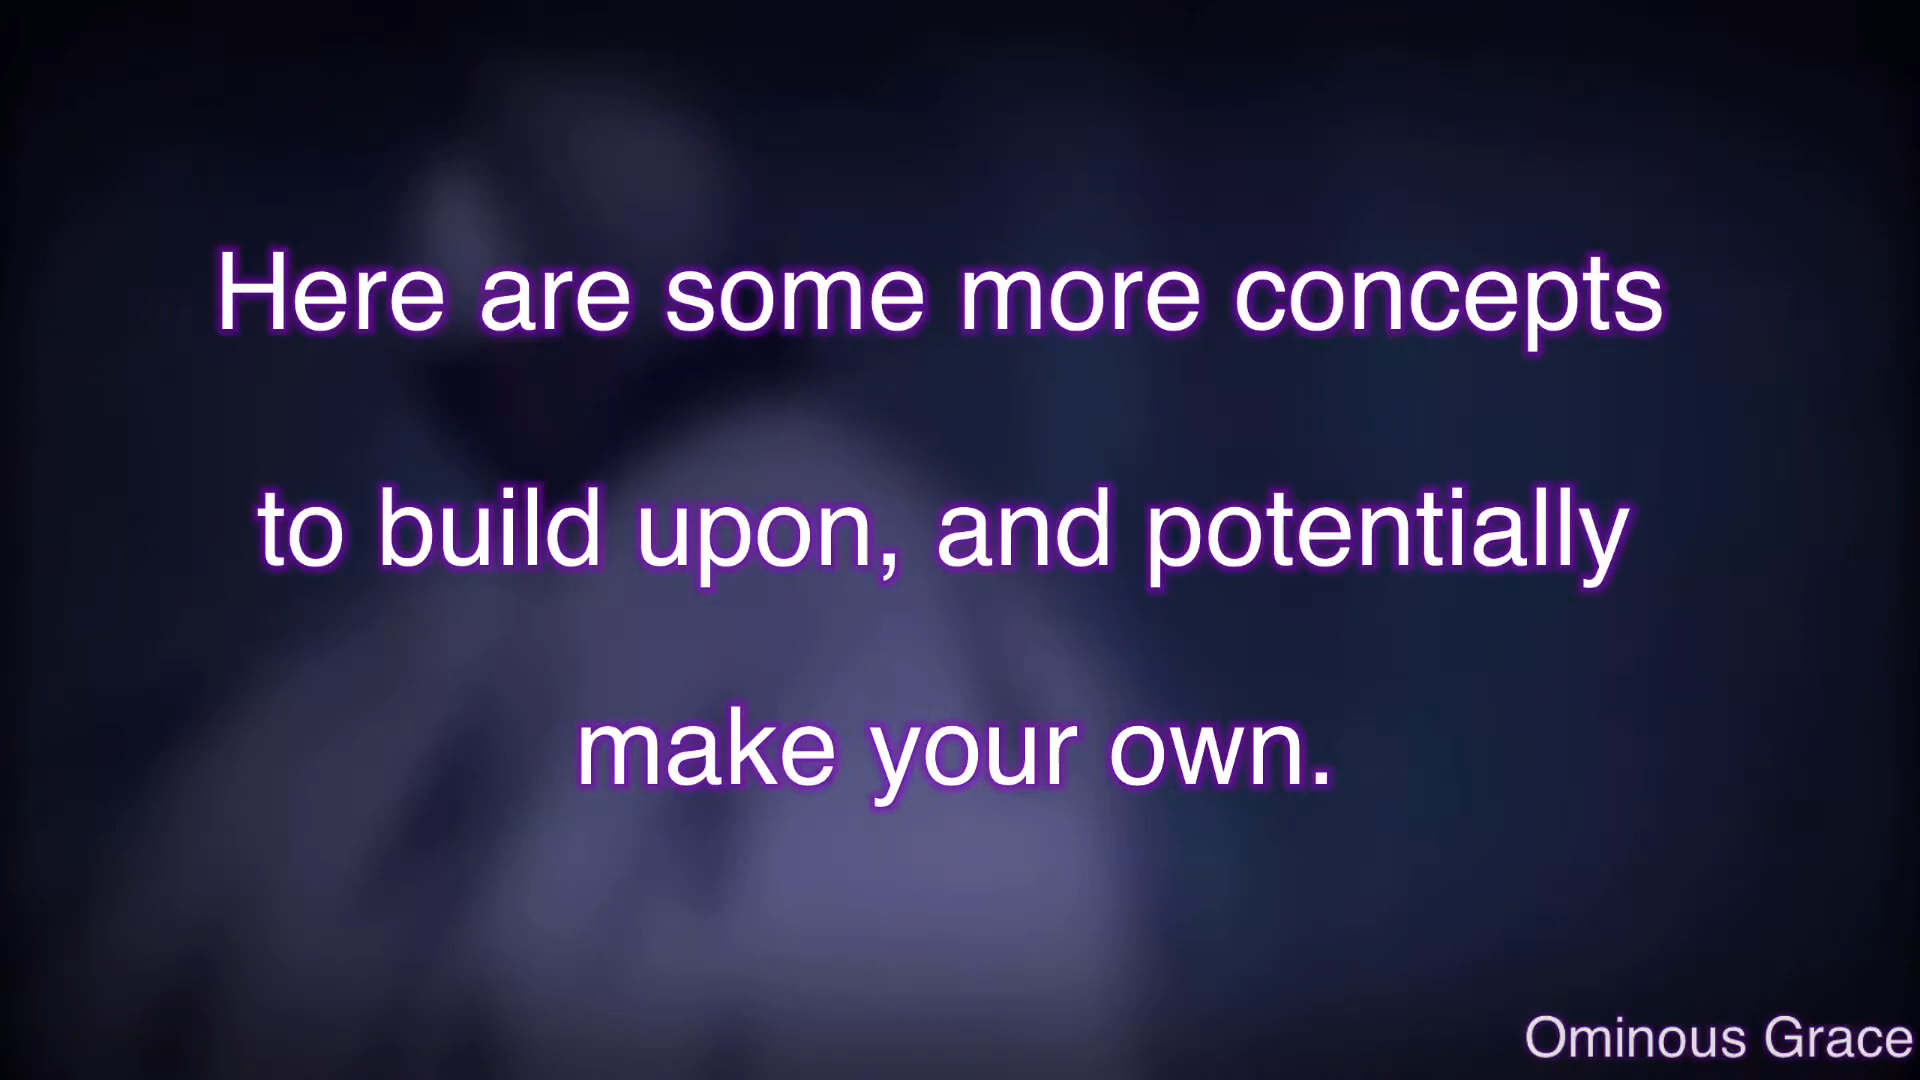 Here are some more concepts
to build upon, and potentially
make your own.
Ominous Grace